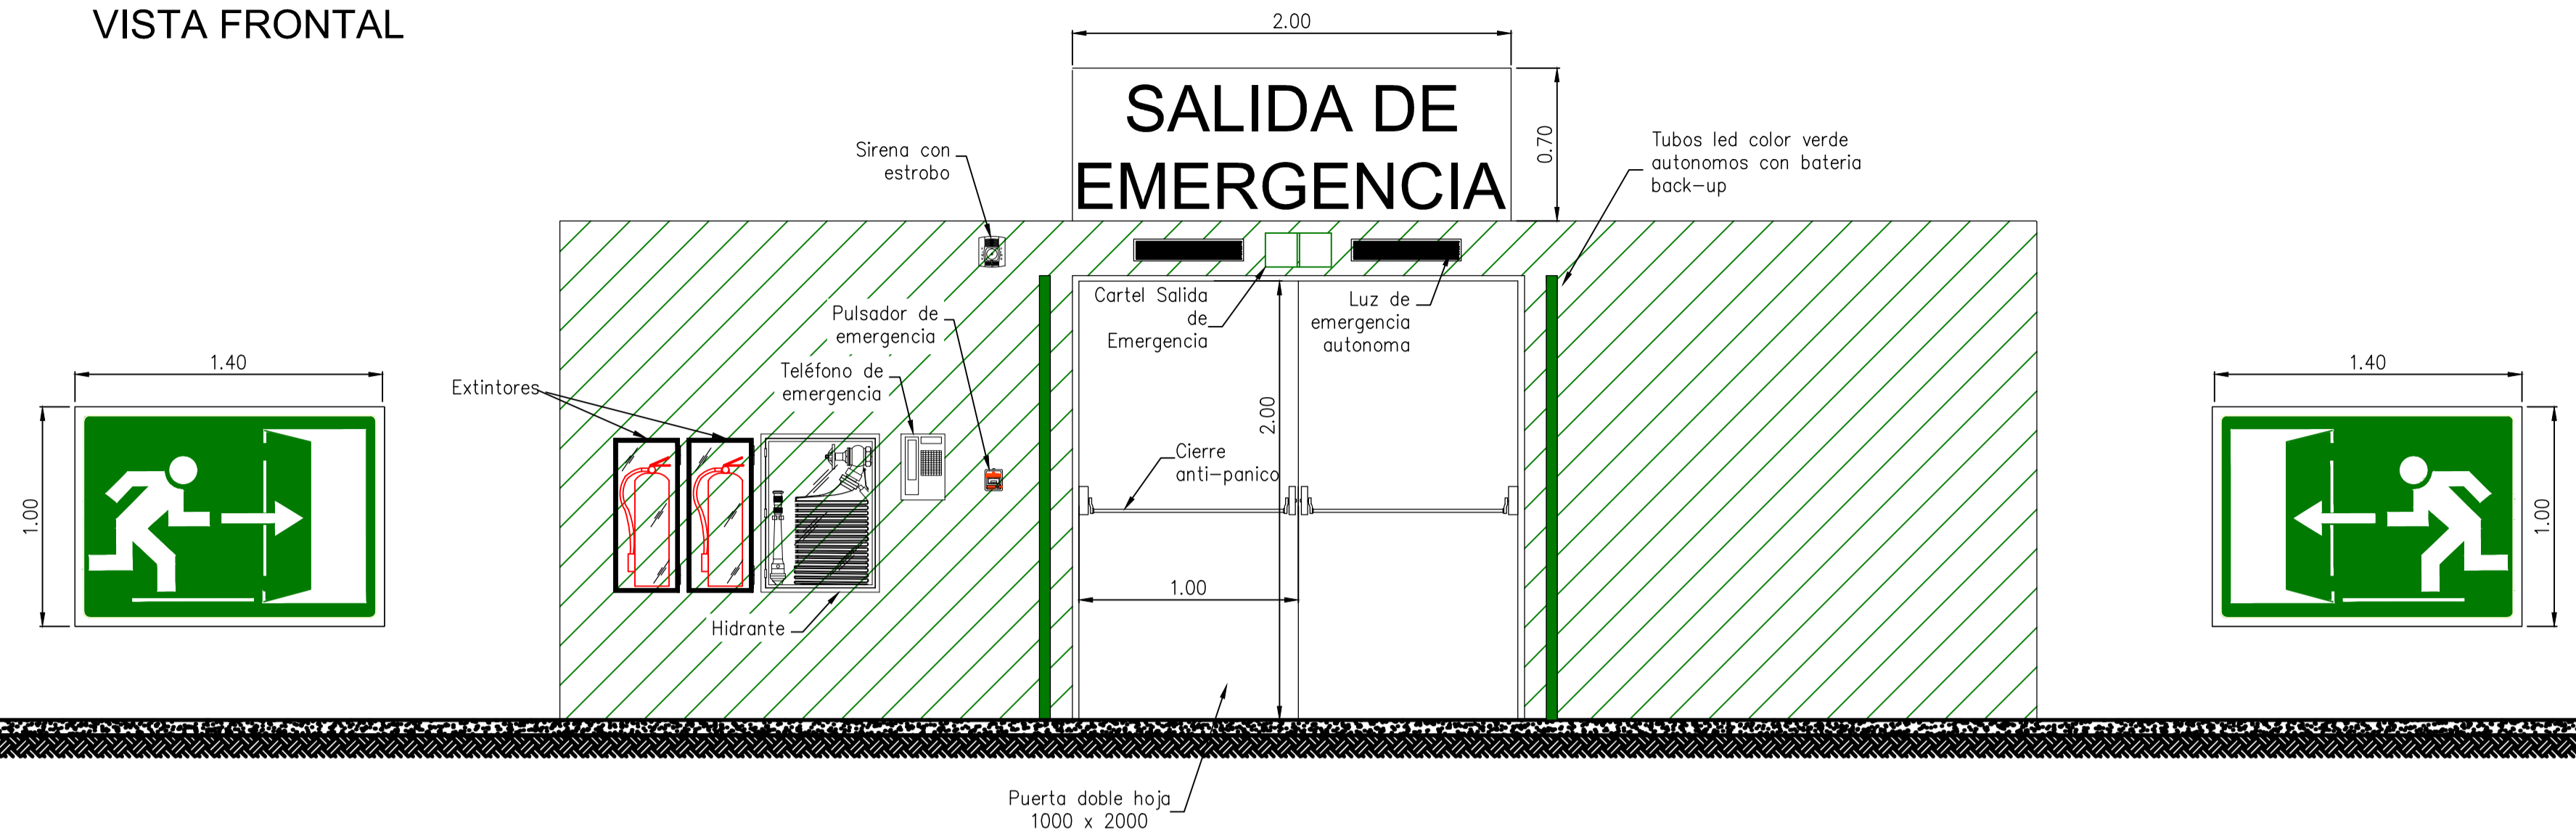 VISTA FRONTAL
2.00
SALIDA DE
EMERGENCIA
0.70
Sirena con
estrobo
Tubos led color verde
autonomos con bateria
back-up
Cartel Salida
de
Emergencia
Luz de
emergencia
autonoma
Pulsador de
emergencia
Teléfono de
emergencia
Extintores
1.40
1.00
2.00
Cierre
anti-panico
1.00
Hidrante
1.40
1.00
Puerta doble hoja
1000 x 2000